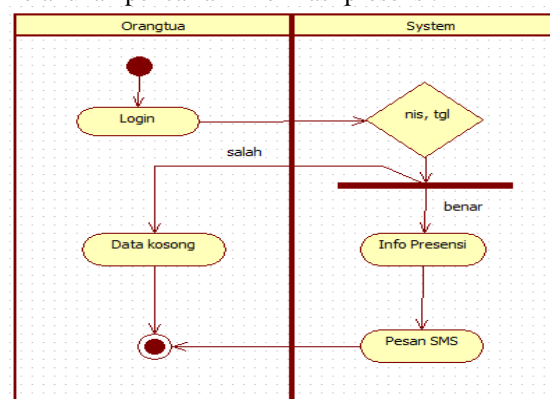 Orangtua
System
Login
nis, tgl
salah
benar
Data kosong
Info Presensi
Pesan SMS